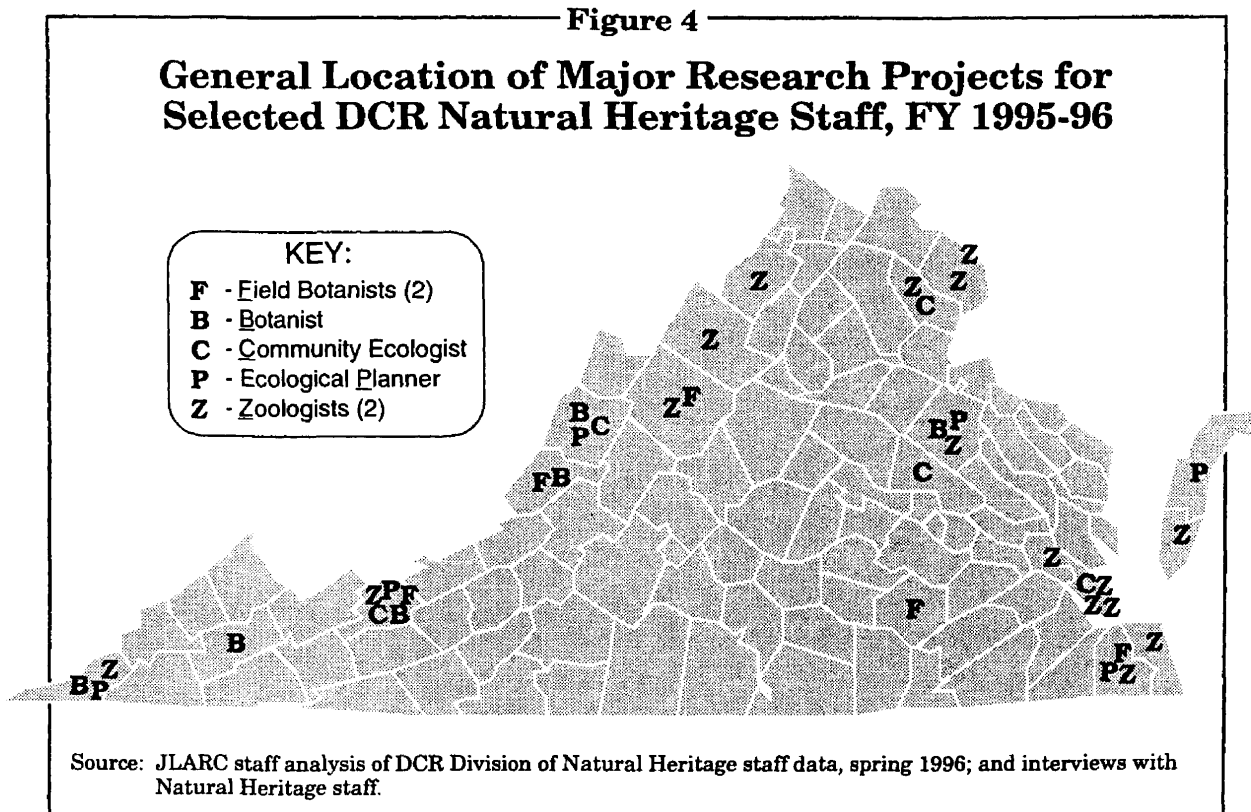 Figure 4
General Location of Major Research Projects for
Selected DCR Natural Heritage Staff, FY 1995-96
KEY:
F - Field Botanists (2)
B - Botanist
C - Community Ecologist
P - Ecological Planner
Z - Zoologists (2)
Z
Z
Z
Z
Z C
Z
Z F
B C
P
B P
Z
C
P
F B
Z
Z
C Z
Z Z
Z P F
C B
F
B
Z
F
P Z
Z
B P
Source: JLARC staff analysis of DCR Division of Natural Heritage staff data, spring 1996; and interviews with
Natural Heritage staff.